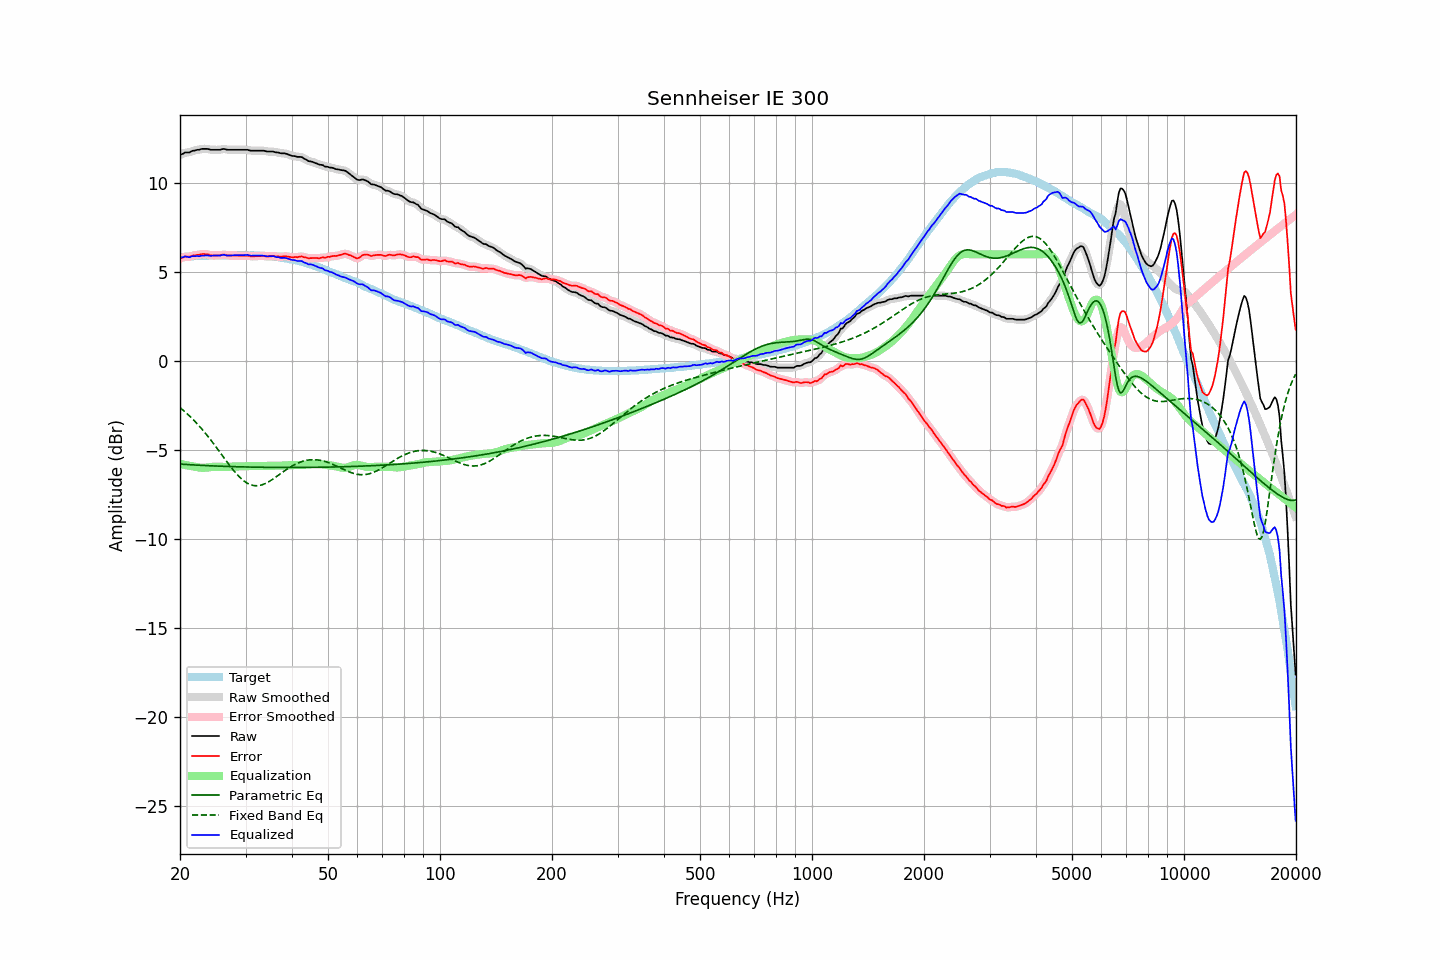 Sennheiser IE 300
Amplitude (dBr)
10
5
0
−5
−10
−15
−20
−25
Target
Raw Smoothed
Error Smoothed
Raw
Error
Equalization
Parametric Eq
Fixed Band Eq
Equalized
20 50 100 200 500 1000 2000 5000 10000 20000
Frequency (Hz)